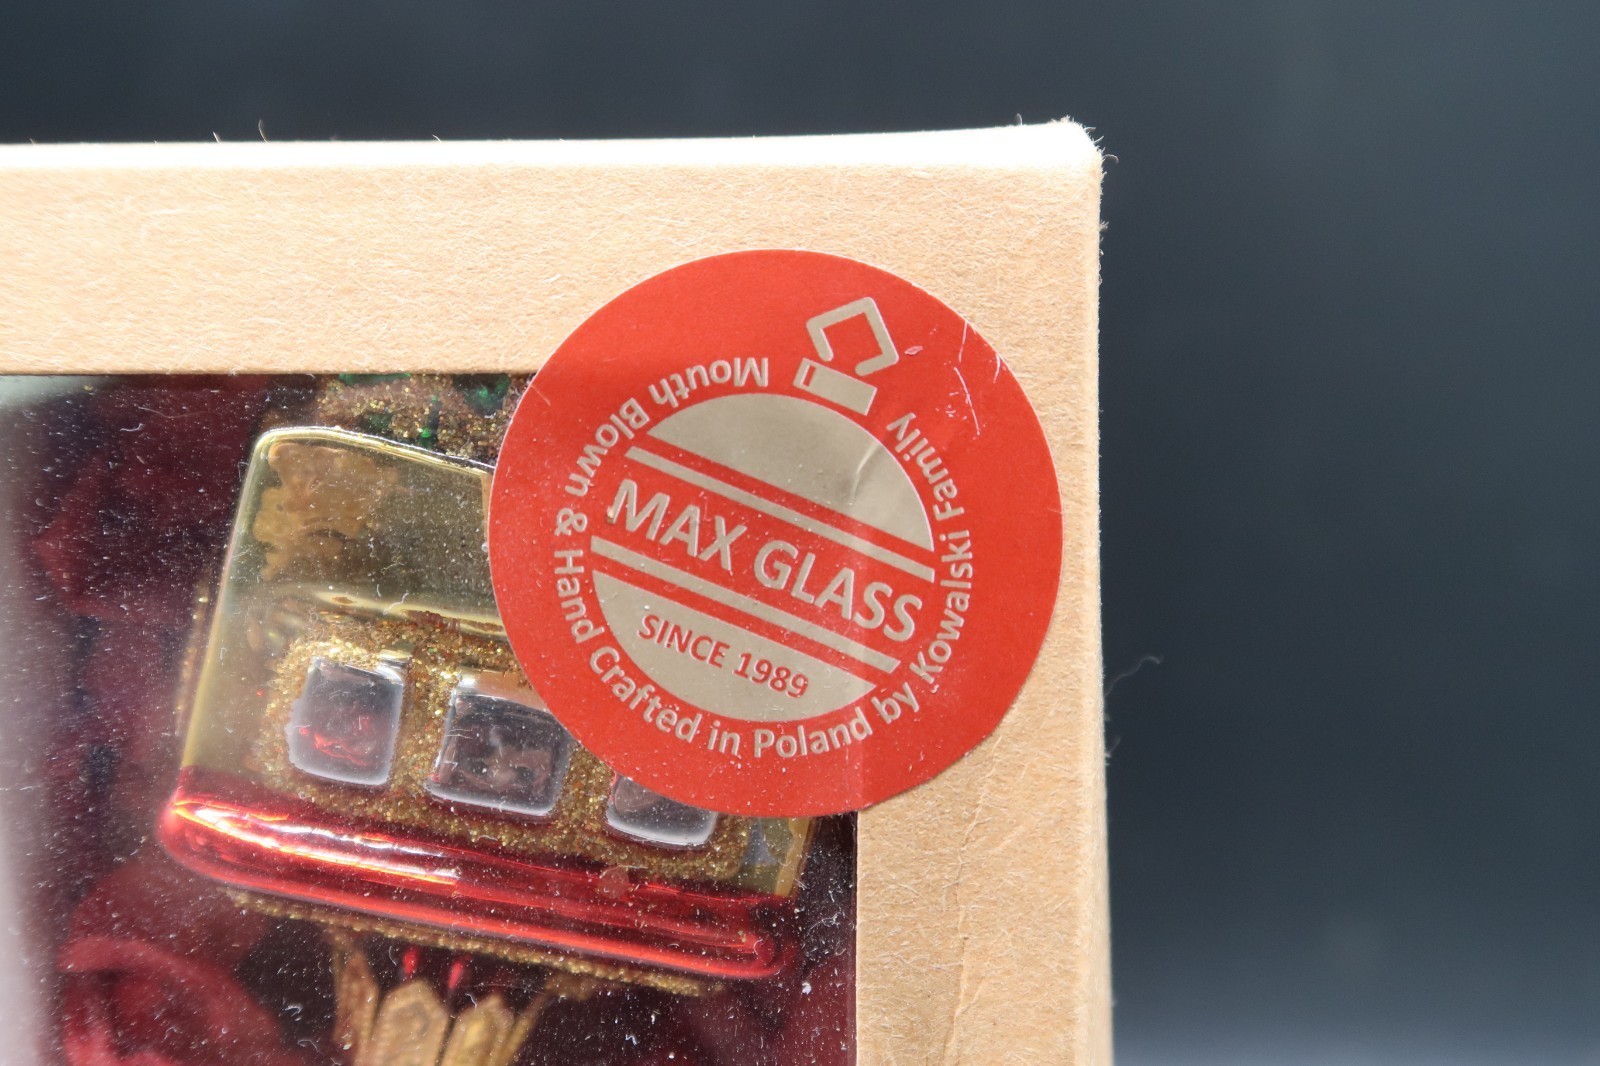 MAX GLASS
SINCE 1989
Mouth Blown & Hand Crafted in Poland by Kowalski Family